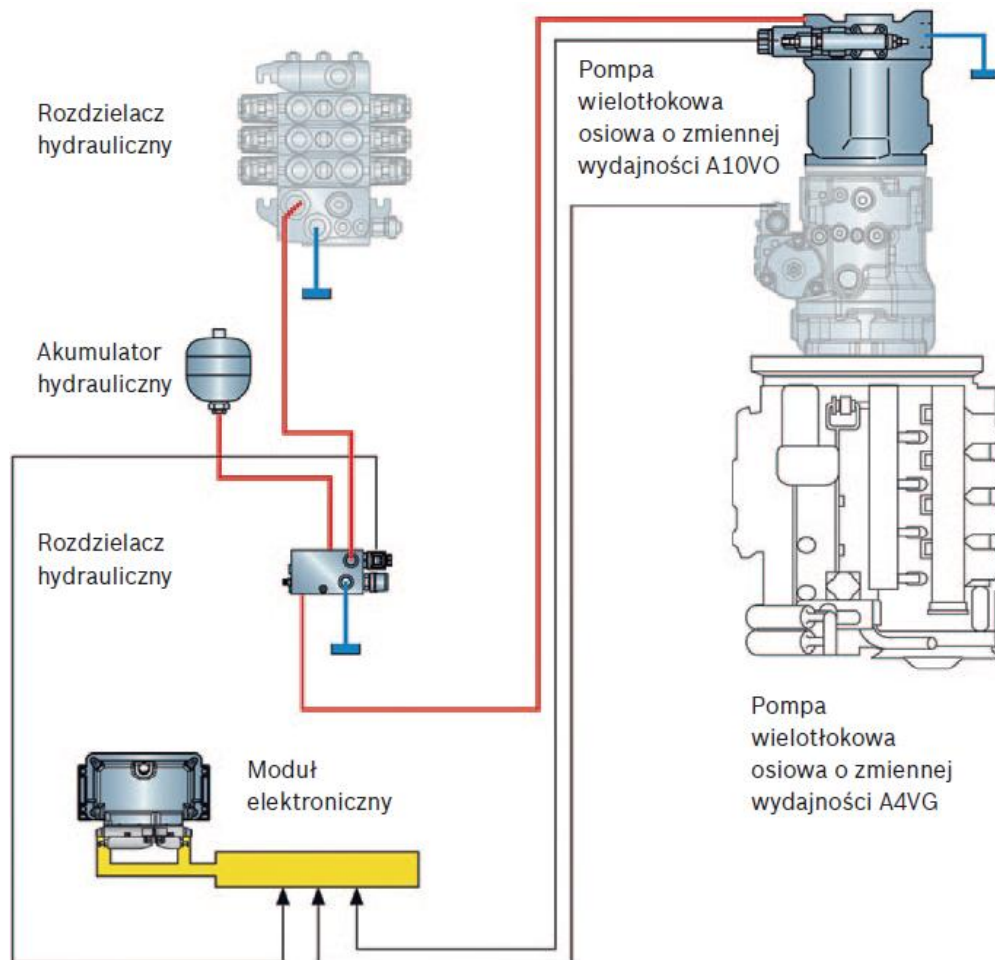 Rozdzielacz
hydrauliczny
Pompa
wielotłokowa
osiowa o zmiennej
wydajności A10VO
Akumulator
hydrauliczny
Rozdzielacz
hydrauliczny
Pompa
wielotłokowa
osiowa o zmiennej
wydajności A4VG
Moduł
elektroniczny